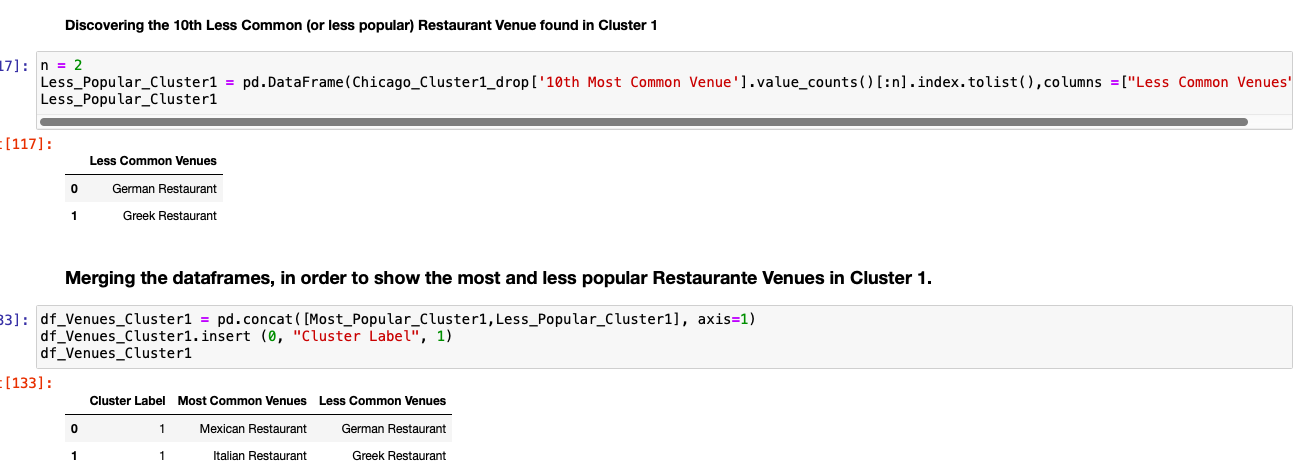 Discovering the 10th Less Common (or less popular) Restaurant Venue found in Cluster 1
17]: n = 2
Less_Popular_Cluster1 = pd.DataFrame(Chicago_Cluster1_drop['10th Most Common Venue'].value_counts()[:n].index.tolist(),columns =["Less Common Venues"
Less_Popular_Cluster1
t[117]:
Less Common Venues
0 German Restaurant
1 Greek Restaurant
Merging the dataframes, in order to show the most and less popular Restaurante Venues in Cluster 1.
33]: df_Venues_Cluster1 = pd.concat([Most_Popular_Cluster1,Less_Popular_Cluster1], axis=1)
df_Venues_Cluster1.insert (0, "Cluster Label", 1)
df_Venues_Cluster1
t[133]:
Cluster Label Most Common Venues Less Common Venues
0 1 Mexican Restaurant German Restaurant
1 1 Italian Restaurant Greek Restaurant